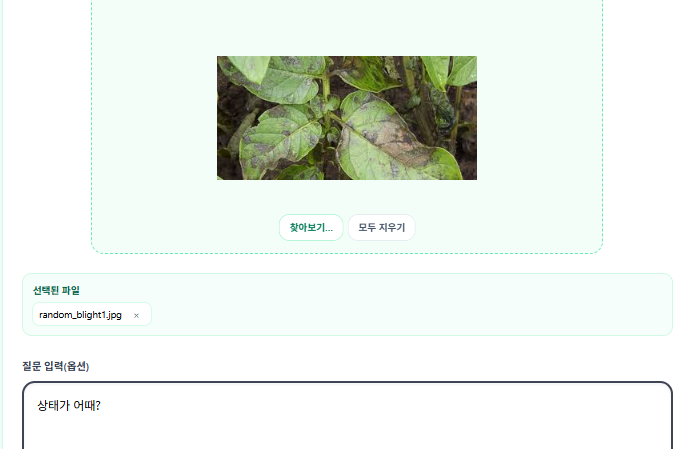 찾아보기...
모두 지우기
선택된 파일
random_blight1.jpg ×
질문 입력(옵션)
상태가 어때?